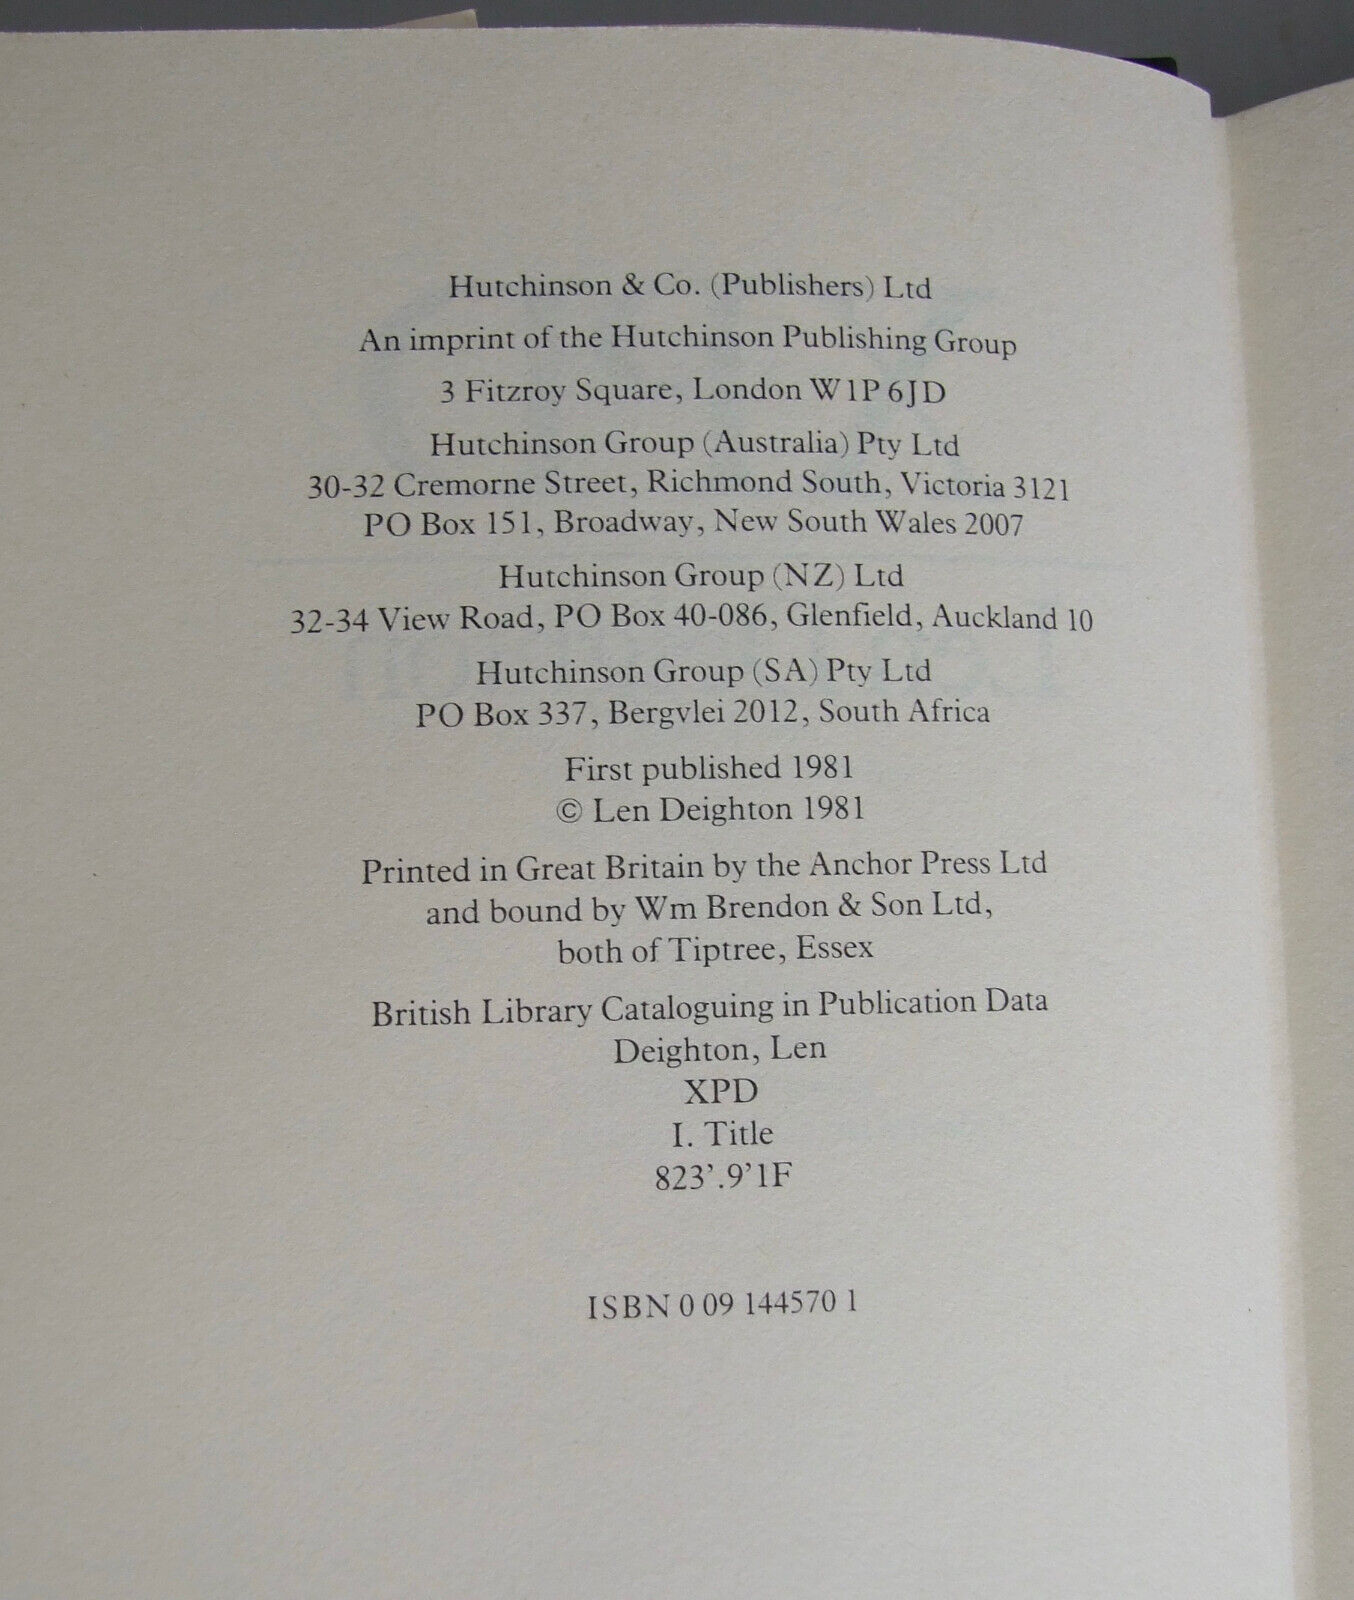 Hutchinson & Co. (Publishers) Ltd
An imprint of the Hutchinson Publishing Group
3 Fitzroy Square, London W1P 6JD
Hutchinson Group (Australia) Pty Ltd
30-32 Cremorne Street, Richmond South, Victoria 3121
PO Box 151, Broadway, New South Wales 2007
Hutchinson Group (NZ) Ltd
32-34 View Road, PO Box 40-086, Glenfield, Auckland 10
Hutchinson Group (SA) Pty Ltd
PO Box 337, Bergvlei 2012, South Africa
First published 1981
© Len Deighton 1981
Printed in Great Britain by the Anchor Press Ltd
and bound by Wm Brendon & Son Ltd,
both of Tiptree, Essex
British Library Cataloguing in Publication Data
Deighton, Len
XPD
I. Title
823'.9'1F
ISBN 0 09 144570 1